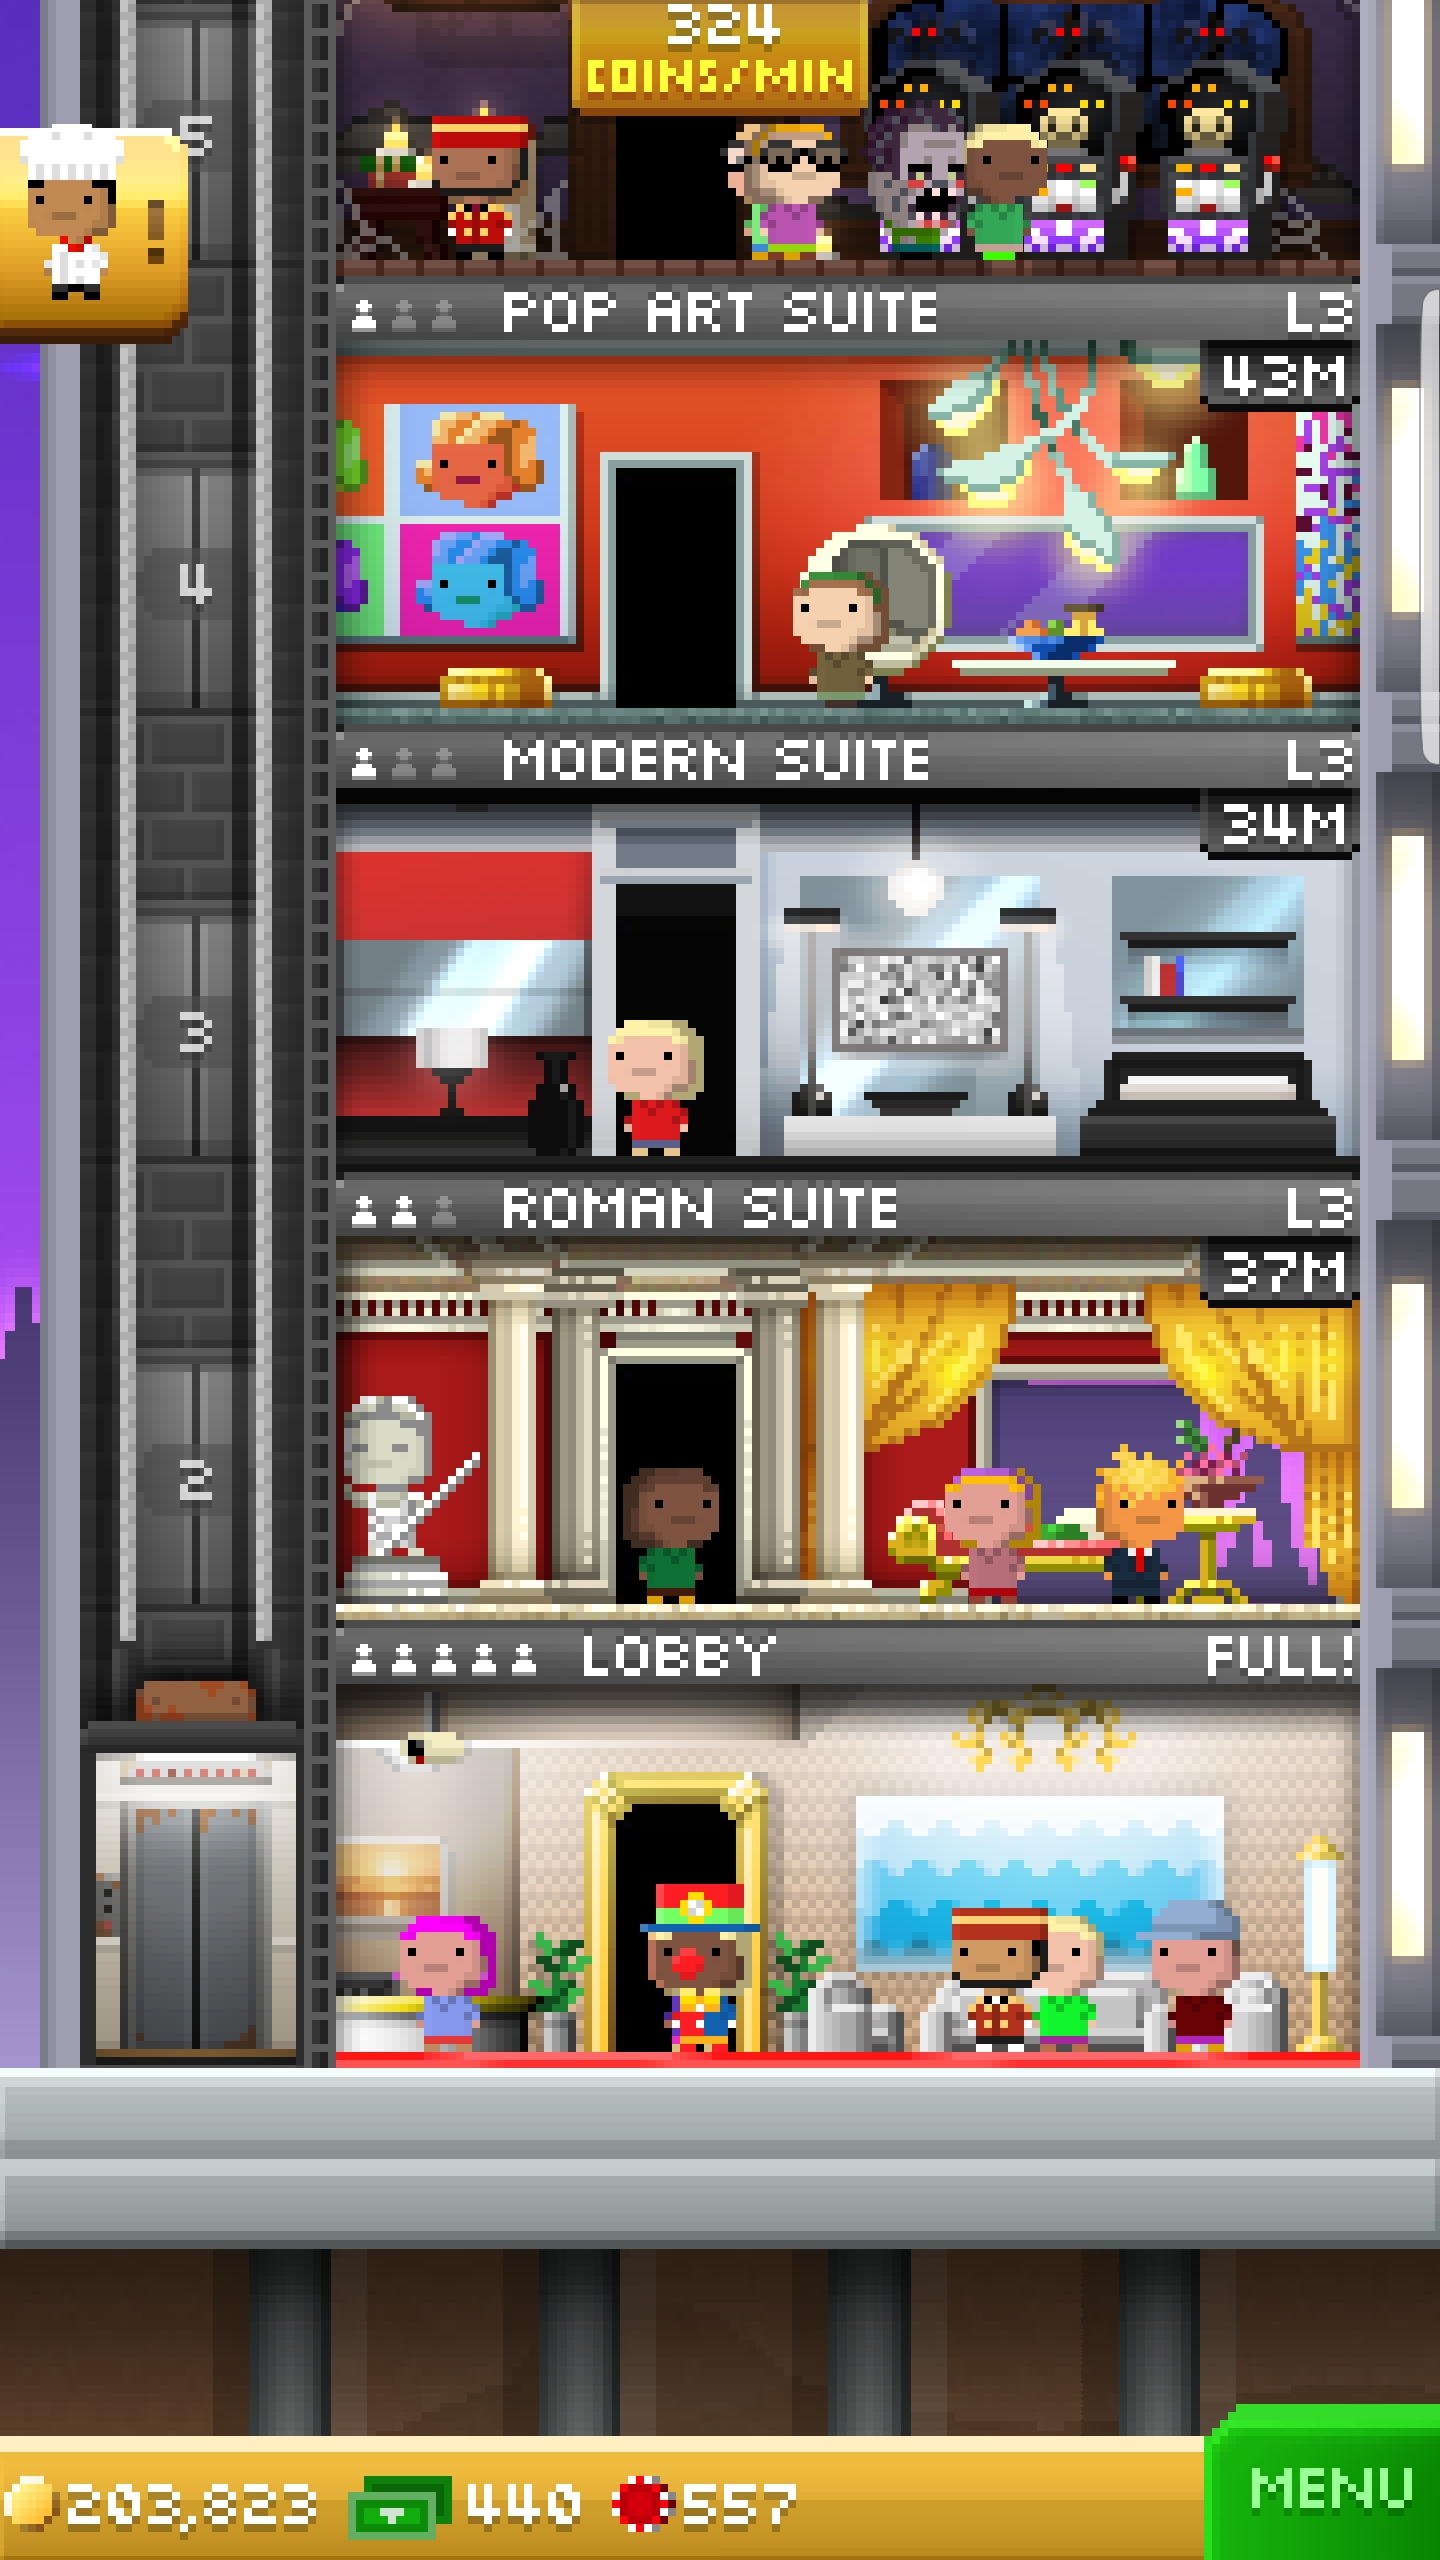 324
COINS/MIN
5
!
POP ART SUITE L3
43M
4
MODERN SUITE L3
34M
3
ROMAN SUITE L3
37M
2
LOBBY FULL!
203,823 440 557
MENU